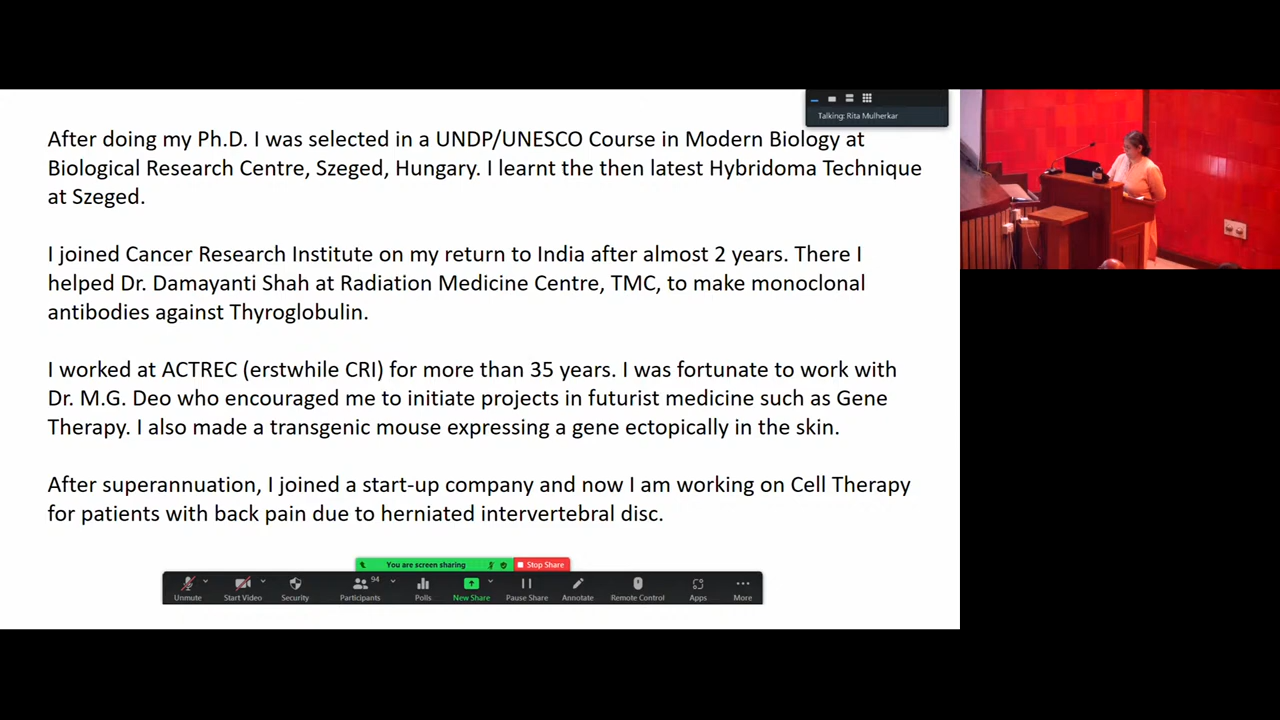 After doing my Ph.D. I was selected in a UNDP/UNESCO Course in Modern Biology at
Biological Research Centre, Szeged, Hungary. I learnt the then latest Hybridoma Technique
at Szeged.
I joined Cancer Research Institute on my return to India after almost 2 years. There I
helped Dr. Damayanti Shah at Radiation Medicine Centre, TMC, to make monoclonal
antibodies against Thyroglobulin.
I worked at ACTREC (erstwhile CRI) for more than 35 years. I was fortunate to work with
Dr. M.G. Deo who encouraged me to initiate projects in futurist medicine such as Gene
Therapy. I also made a transgenic mouse expressing a gene ectopically in the skin.
After superannuation, I joined a start-up company and now I am working on Cell Therapy
for patients with back pain due to herniated intervertebral disc.
Talking: Rita Mulherkar
You are screen sharing Stop Share
94
Unmute Start Video Security Participants Polls New Share Pause Share Annotate Remote Control Apps More